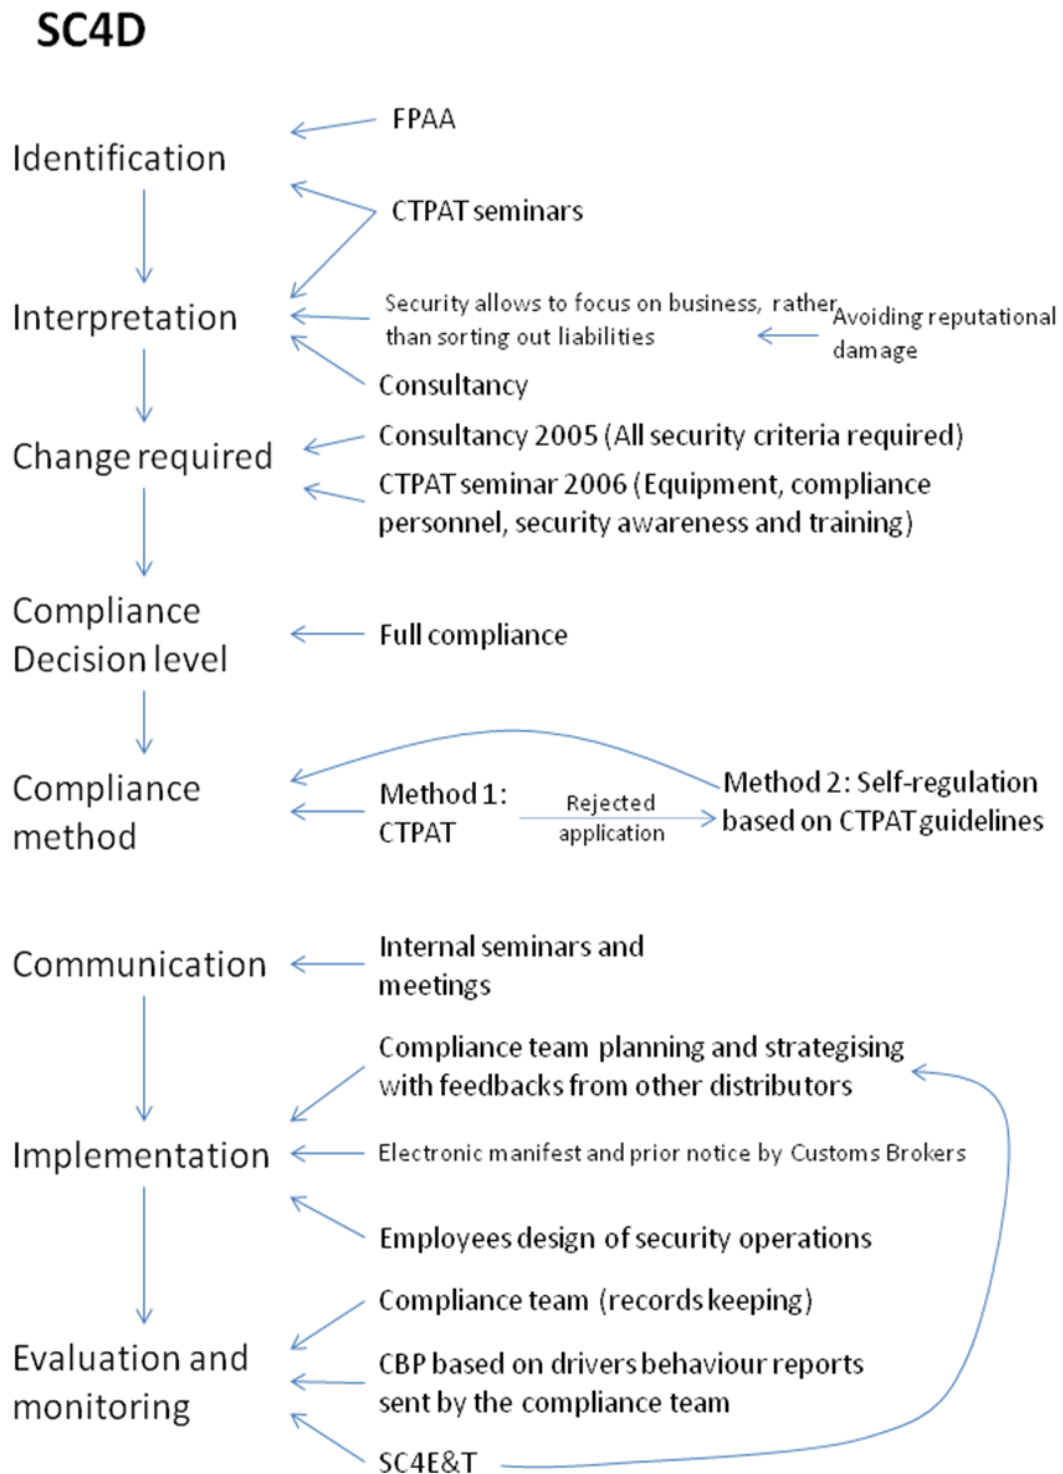 SC4D
FPAA
Identification
CTPAT seminars
Interpretation
Security allows to focus on business, rather
than sorting out liabilities
Avoiding reputational
damage
Consultancy
Change required
Consultancy 2005 (All security criteria required)
CTPAT seminar 2006 (Equipment, compliance
personnel, security awareness and training)
Compliance
Decision level
Full compliance
Compliance
method
Method 1:
CTPAT
Rejected
application
Method 2: Self-regulation
based on CTPAT guidelines
Communication
Internal seminars and
meetings
Compliance team planning and strategising
with feedbacks from other distributors
Implementation
Electronic manifest and prior notice by Customs Brokers
Employees design of security operations
Compliance team (records keeping)
Evaluation and
monitoring
CBP based on drivers behaviour reports
sent by the compliance team
SC4E&T